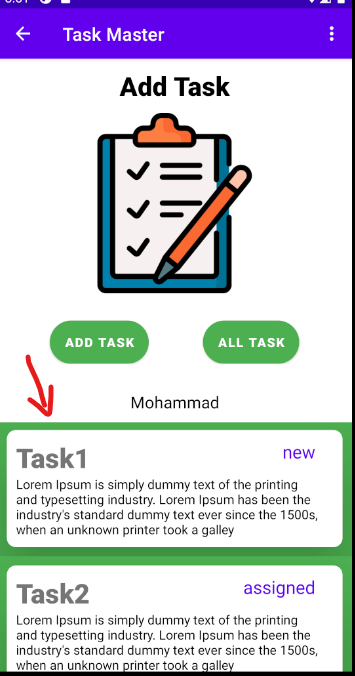 Task Master
Add Task
ADD TASK
ALL TASK
Mohammad
Task1
new
Lorem Ipsum is simply dummy text of the printing
and typesetting industry. Lorem Ipsum has been the
industry's standard dummy text ever since the 1500s,
when an unknown printer took a galley
Task2
assigned
Lorem Ipsum is simply dummy text of the printing
and typesetting industry. Lorem Ipsum has been the
industry's standard dummy text ever since the 1500s,
when an unknown printer took a galley